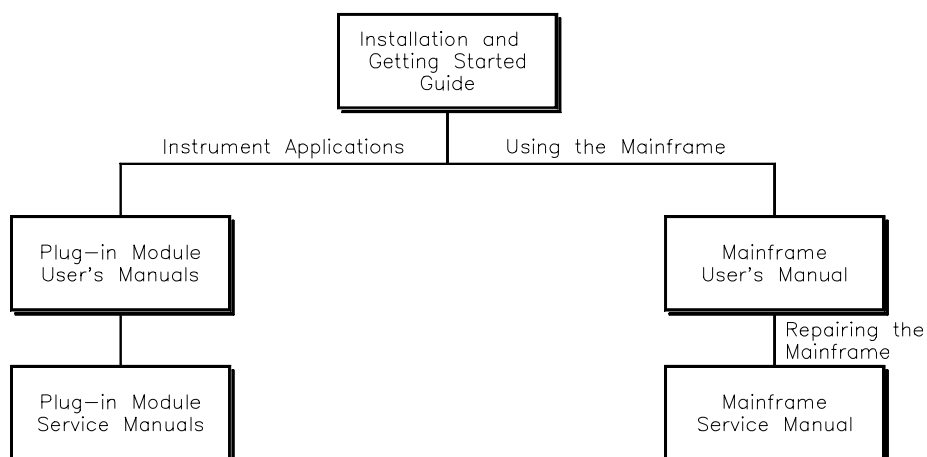 Installation and
Getting Started
Guide
Instrument Applications
Using the Mainframe
Plug-in Module
User's Manuals
Mainframe
User's Manual
Repairing the
Mainframe
Plug-in Module
Service Manuals
Mainframe
Service Manual